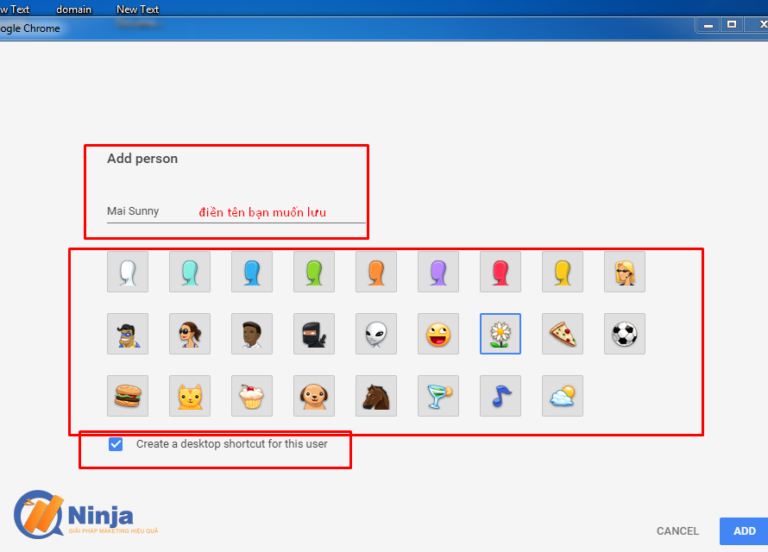 w Text domain New Text
ogle Chrome
Add person
Mai Sunny điền tên bạn muốn lưu
Create a desktop shortcut for this user
Ninja
GIẢI PHÁP MAKETING HIỆU QUẢ
CANCEL ADD